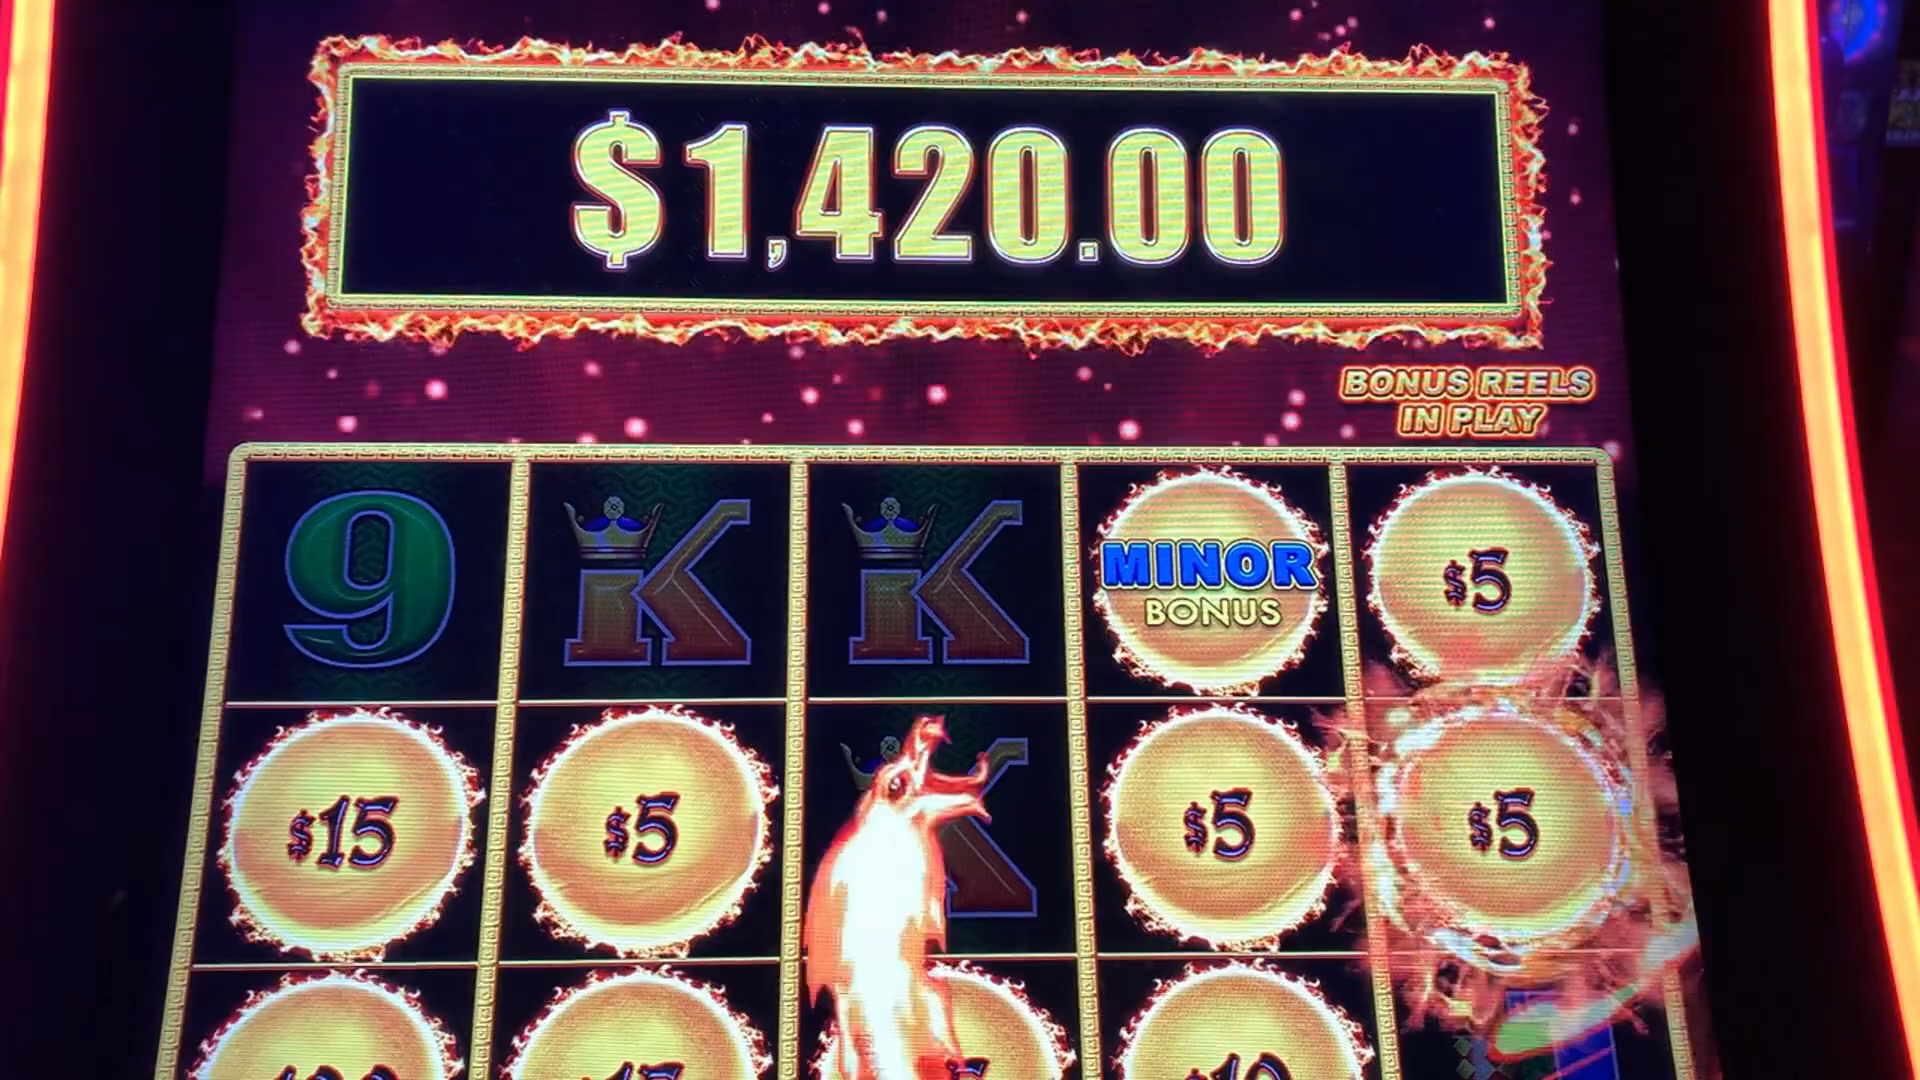 $1,420.00
BONUS REELS
IN PLAY
9 K K MINOR BONUS $5
$15 $5 K $5 $5